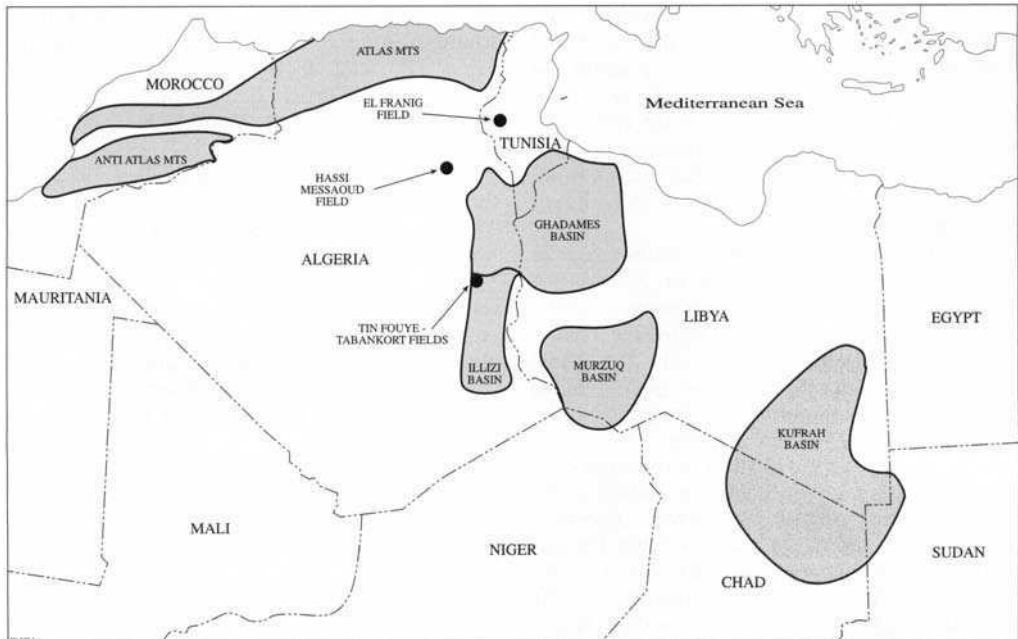 ATLAS MTS
MOROCCO
Mediterranean Sea
EL FRANIG
FIELD
TUNISIA
ANTI ATLAS MTS
HASSI
MESSAOUD
FIELD
GHADAMES
BASIN
ALGERIA
MAURITANIA
LIBYA
EGYPT
TIN FOUYE -
TABANKORT FIELDS
ILLIZI
BASIN
MURZUQ
BASIN
KUFRAH
BASIN
MALI
NIGER
SUDAN
CHAD